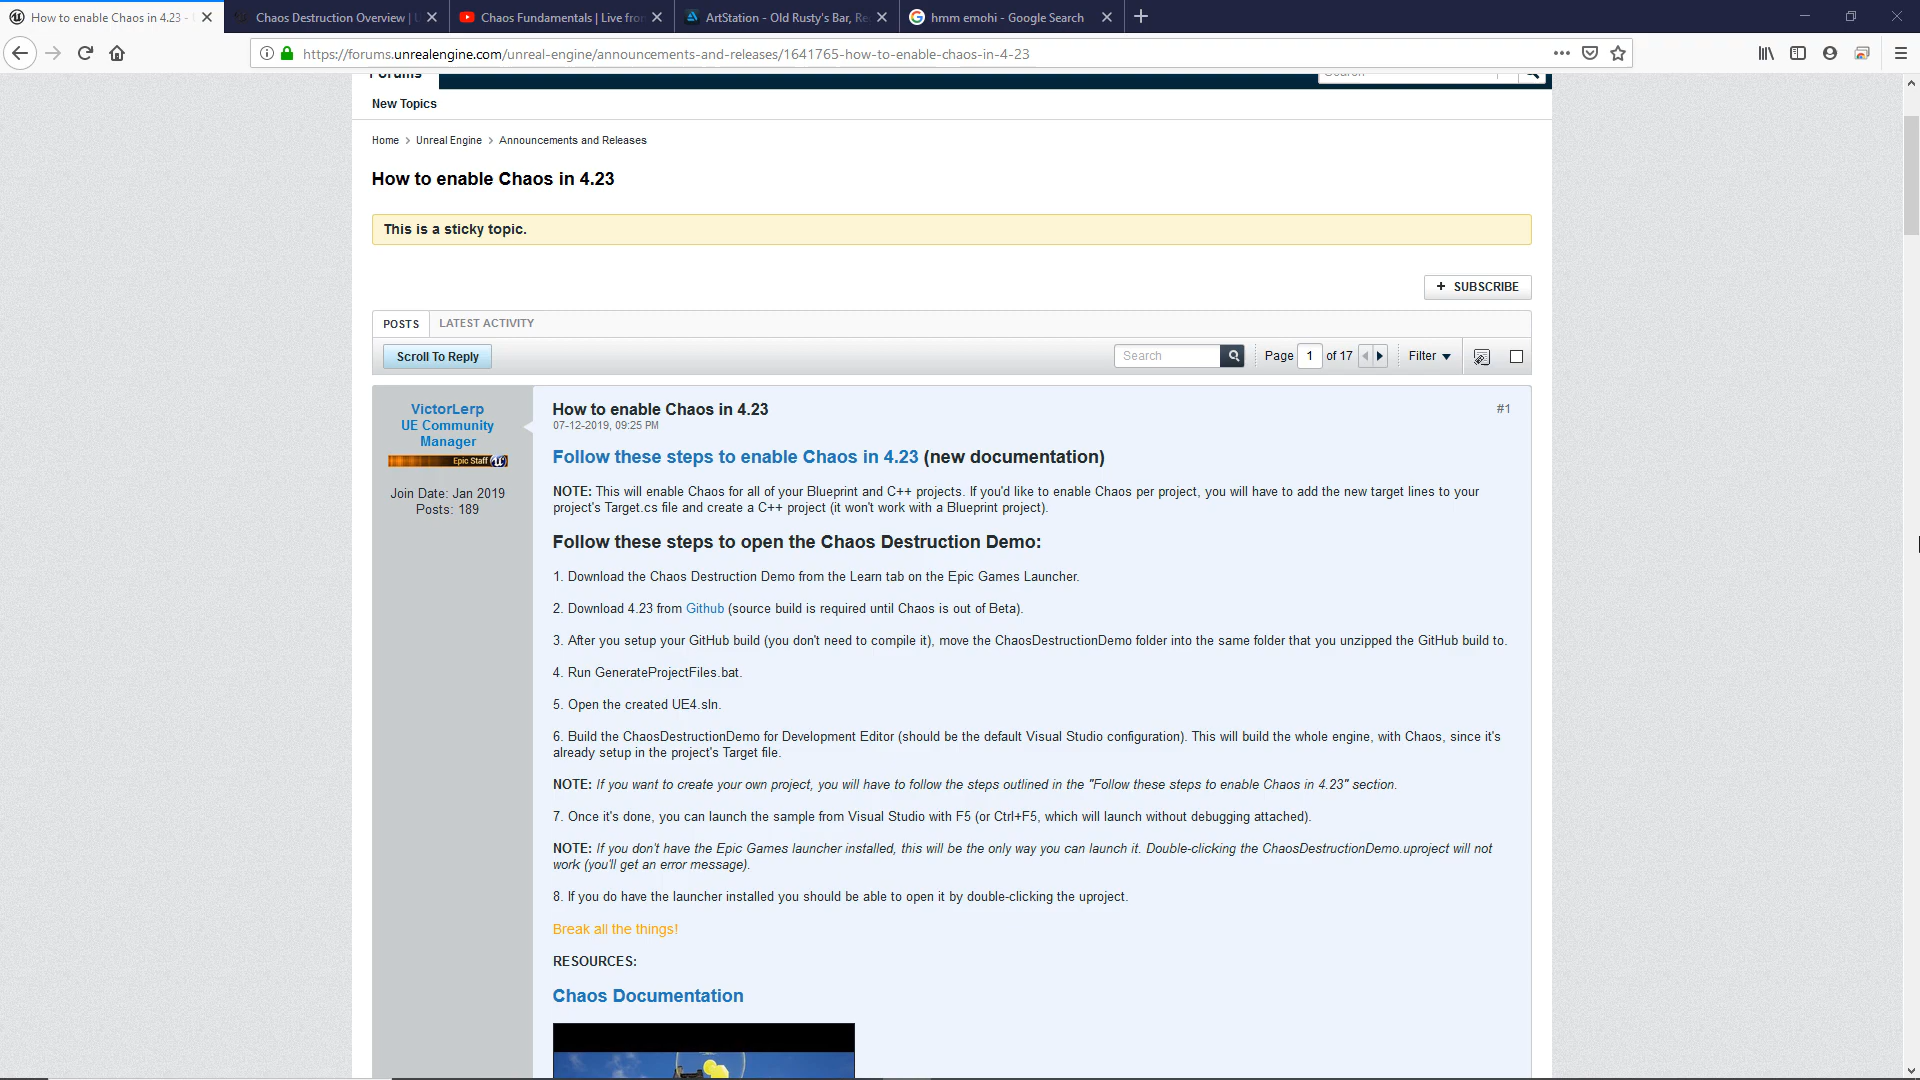 How to enable Chaos in 4.23 -
Chaos Destruction Overview |
Chaos Fundamentals | Live from
ArtStation - Old Rusty's Bar, Re
hmm emohi - Google Search
https://forums.unrealengine.com/unreal-engine/announcements-and-releases/1641765-how-to-enable-chaos-in-4-23
Forums
Search
New Topics
Home > Unreal Engine > Announcements and Releases
How to enable Chaos in 4.23
This is a sticky topic.
+ SUBSCRIBE
POSTS LATEST ACTIVITY
Scroll To Reply Search Page 1 of 17 Filter
VictorLerp
UE Community
Manager
Epic Staff
Join Date: Jan 2019
Posts: 189
How to enable Chaos in 4.23 #1
07-12-2019, 09:25 PM
Follow these steps to enable Chaos in 4.23 (new documentation)
NOTE: This will enable Chaos for all of your Blueprint and C++ projects. If you'd like to enable Chaos per project, you will have to add the new target lines to your
project's Target.cs file and create a C++ project (it won't work with a Blueprint project).
Follow these steps to open the Chaos Destruction Demo:
1. Download the Chaos Destruction Demo from the Learn tab on the Epic Games Launcher.
2. Download 4.23 from Github (source build is required until Chaos is out of Beta).
3. After you setup your GitHub build (you don't need to compile it), move the ChaosDestructionDemo folder into the same folder that you unzipped the GitHub build to.
4. Run GenerateProjectFiles.bat.
5. Open the created UE4.sln.
6. Build the ChaosDestructionDemo for Development Editor (should be the default Visual Studio configuration). This will build the whole engine, with Chaos, since it's
already setup in the project's Target file.
NOTE: If you want to create your own project, you will have to follow the steps outlined in the "Follow these steps to enable Chaos in 4.23" section.
7. Once it's done, you can launch the sample from Visual Studio with F5 (or Ctrl+F5, which will launch without debugging attached).
NOTE: If you don't have the Epic Games launcher installed, this will be the only way you can launch it. Double-clicking the ChaosDestructionDemo.uproject will not
work (you'll get an error message).
8. If you do have the launcher installed you should be able to open it by double-clicking the uproject.
Break all the things!
RESOURCES:
Chaos Documentation